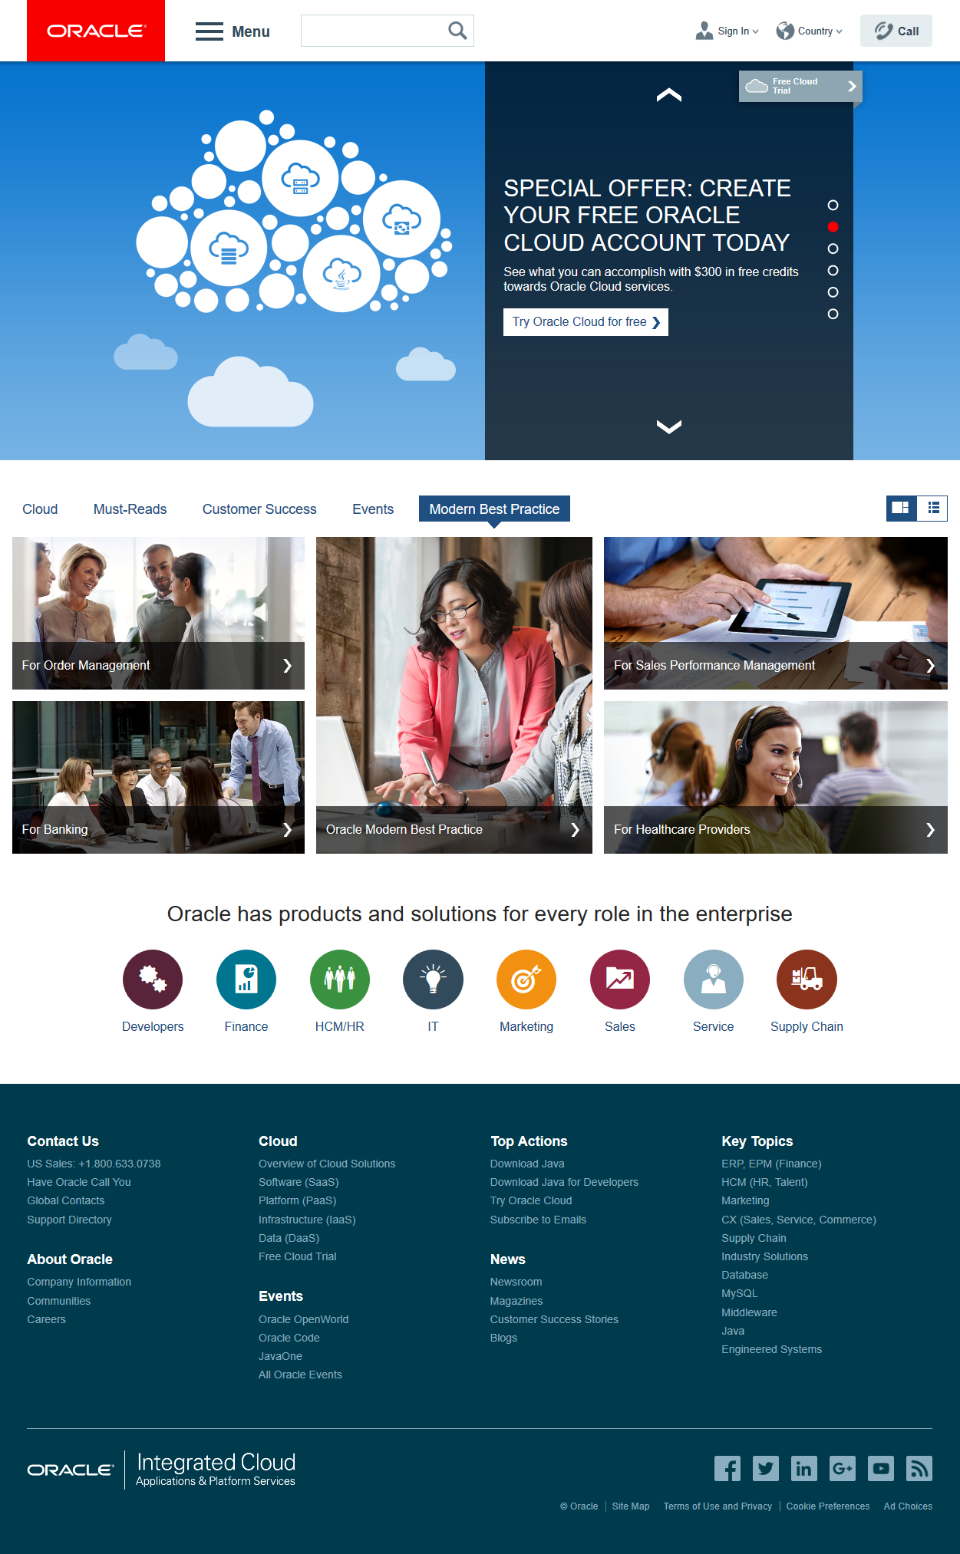 ORACLE
Menu
Sign In
Country
Call
Free Cloud
Trial
SPECIAL OFFER: CREATE
YOUR FREE ORACLE
CLOUD ACCOUNT TODAY
See what you can accomplish with $300 in free credits
towards Oracle Cloud services.
Try Oracle Cloud for free
Cloud
Must-Reads
Customer Success
Events
Modern Best Practice
For Order Management
For Sales Performance Management
For Banking
Oracle Modern Best Practice
For Healthcare Providers
Oracle has products and solutions for every role in the enterprise
Developers
Finance
HCM/HR
IT
Marketing
Sales
Service
Supply Chain
Contact Us
US Sales: +1.800.633.0738
Have Oracle Call You
Global Contacts
Support Directory
About Oracle
Company Information
Communities
Careers
Cloud
Overview of Cloud Solutions
Software (SaaS)
Platform (PaaS)
Infrastructure (IaaS)
Data (DaaS)
Free Cloud Trial
Events
Oracle OpenWorld
Oracle Code
JavaOne
All Oracle Events
Top Actions
Download Java
Download Java for Developers
Try Oracle Cloud
Subscribe to Emails
News
Newsroom
Magazines
Customer Success Stories
Blogs
Key Topics
ERP, EPM (Finance)
HCM (HR, Talent)
Marketing
CX (Sales, Service, Commerce)
Supply Chain
Industry Solutions
Database
MySQL
Middleware
Java
Engineered Systems
ORACLE
Integrated Cloud
Applications & Platform Services
© Oracle
Site Map
Terms of Use and Privacy
Cookie Preferences
Ad Choices